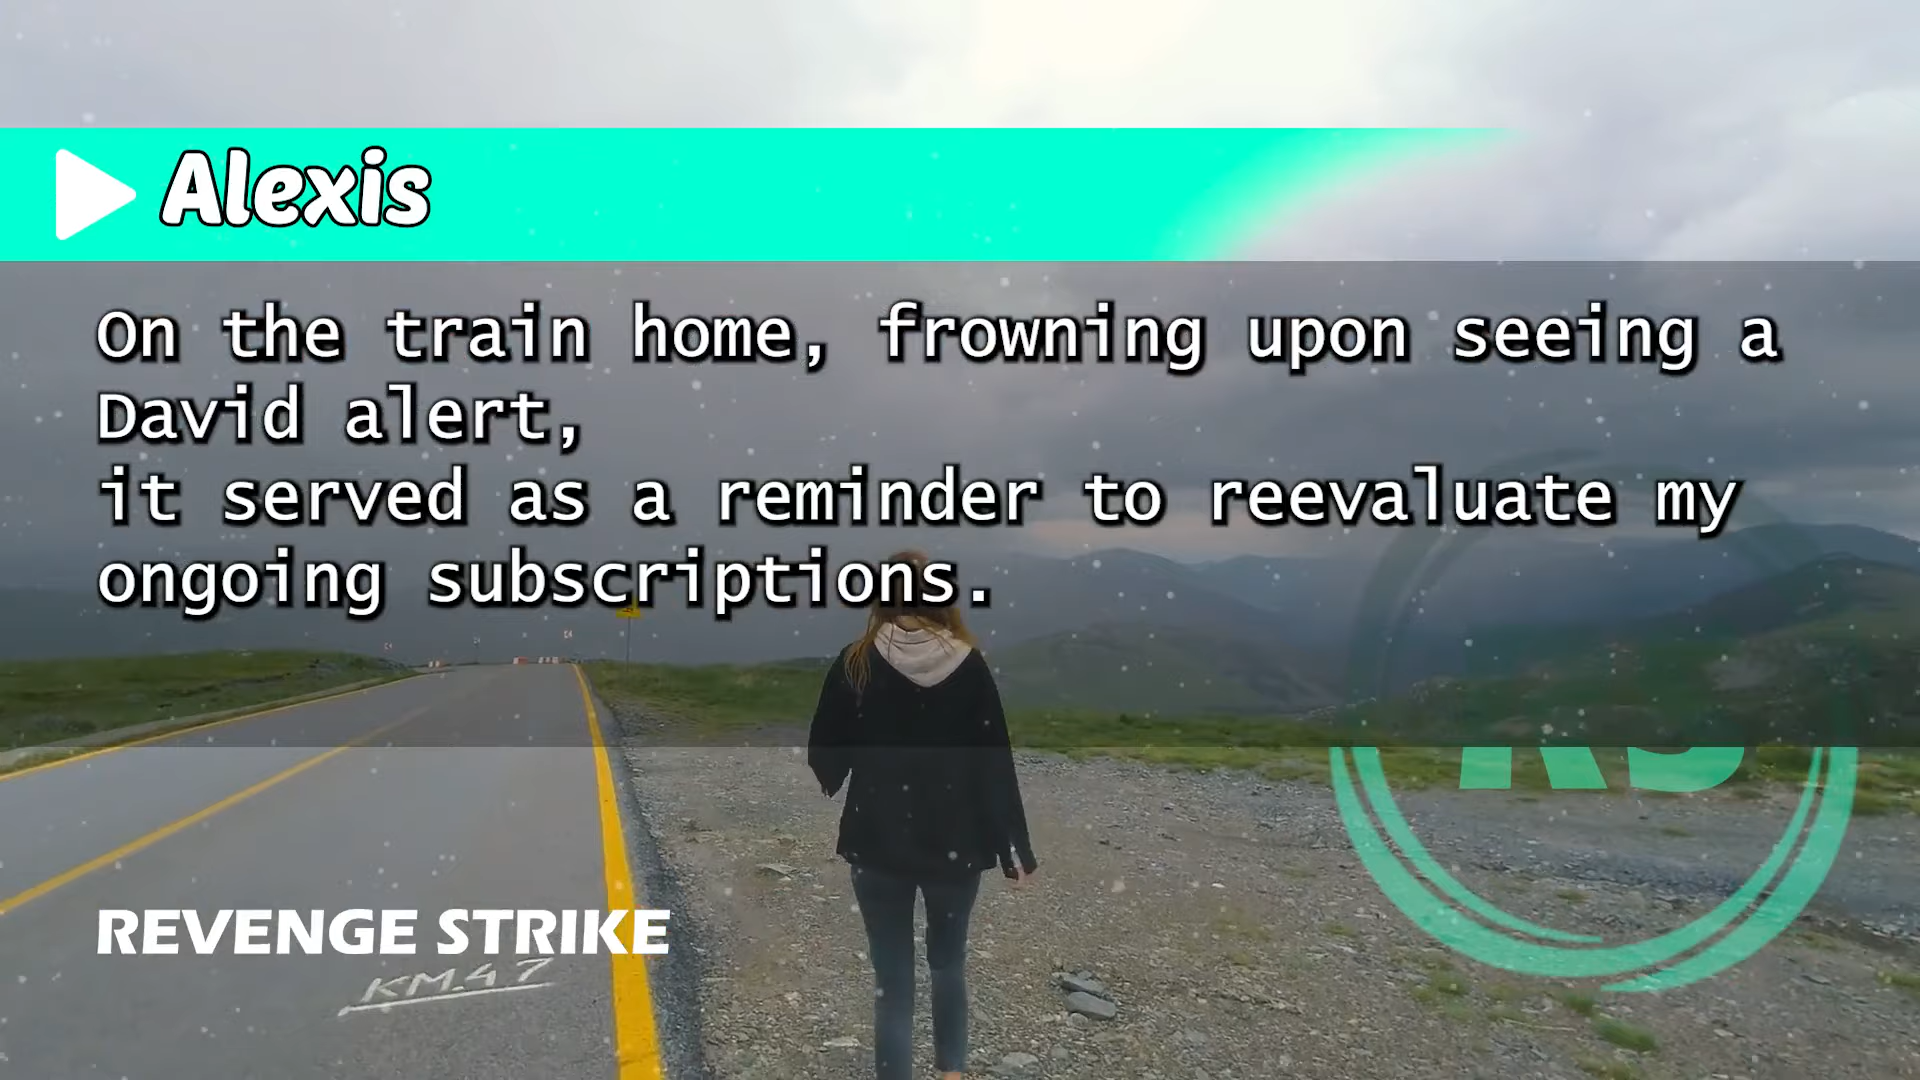 Alexis
On the train home, frowning upon seeing a
David alert,
it served as a reminder to reevaluate my
ongoing subscriptions.
RS
REVENGE STRIKE
KM.47